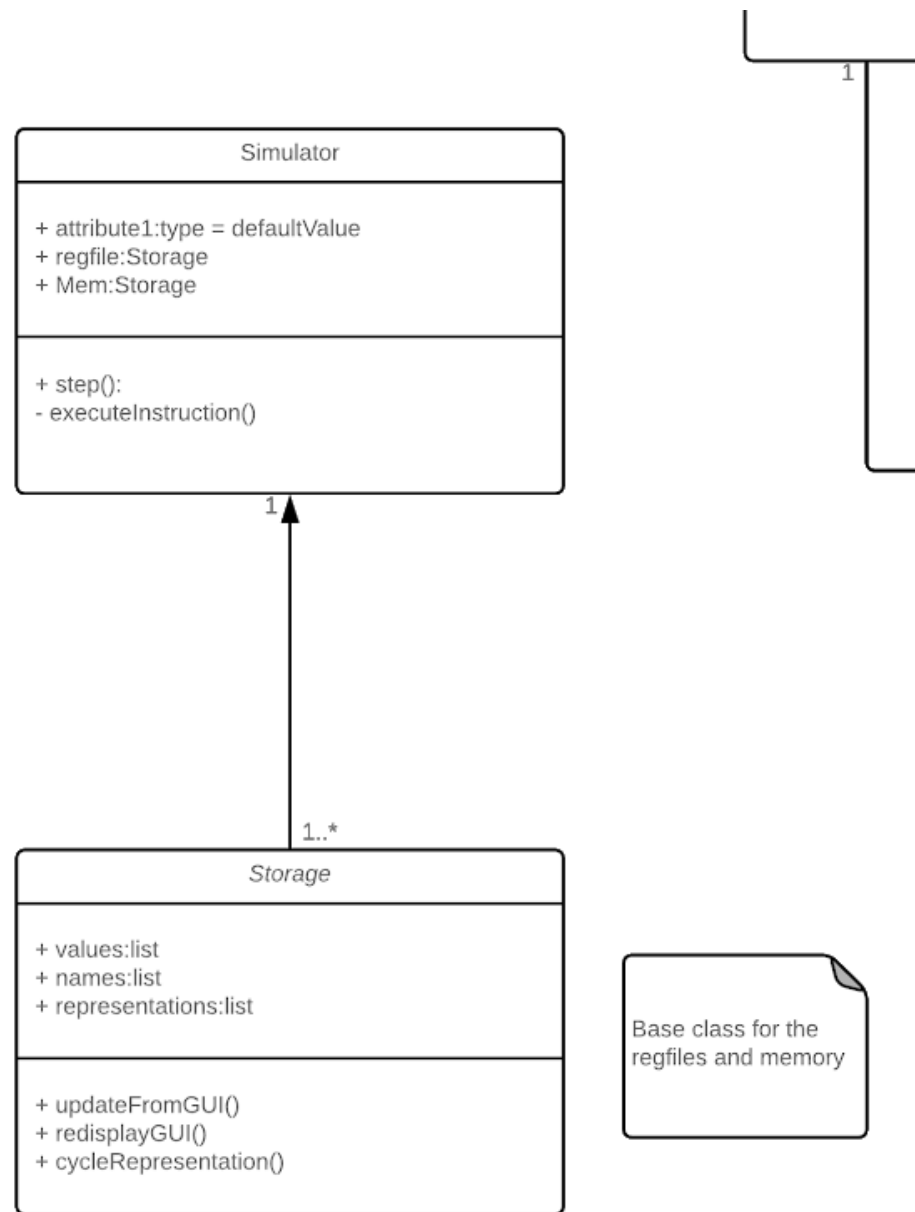 1
Simulator
+ attribute1:type = defaultValue
+ regfile:Storage
+ Mem:Storage
+ step():
- executeInstruction()
1
1..*
Storage
+ values:list
+ names:list
+ representations:list
+ updateFromGUI()
+ redisplayGUI()
+ cycleRepresentation()
Base class for the
regfiles and memory